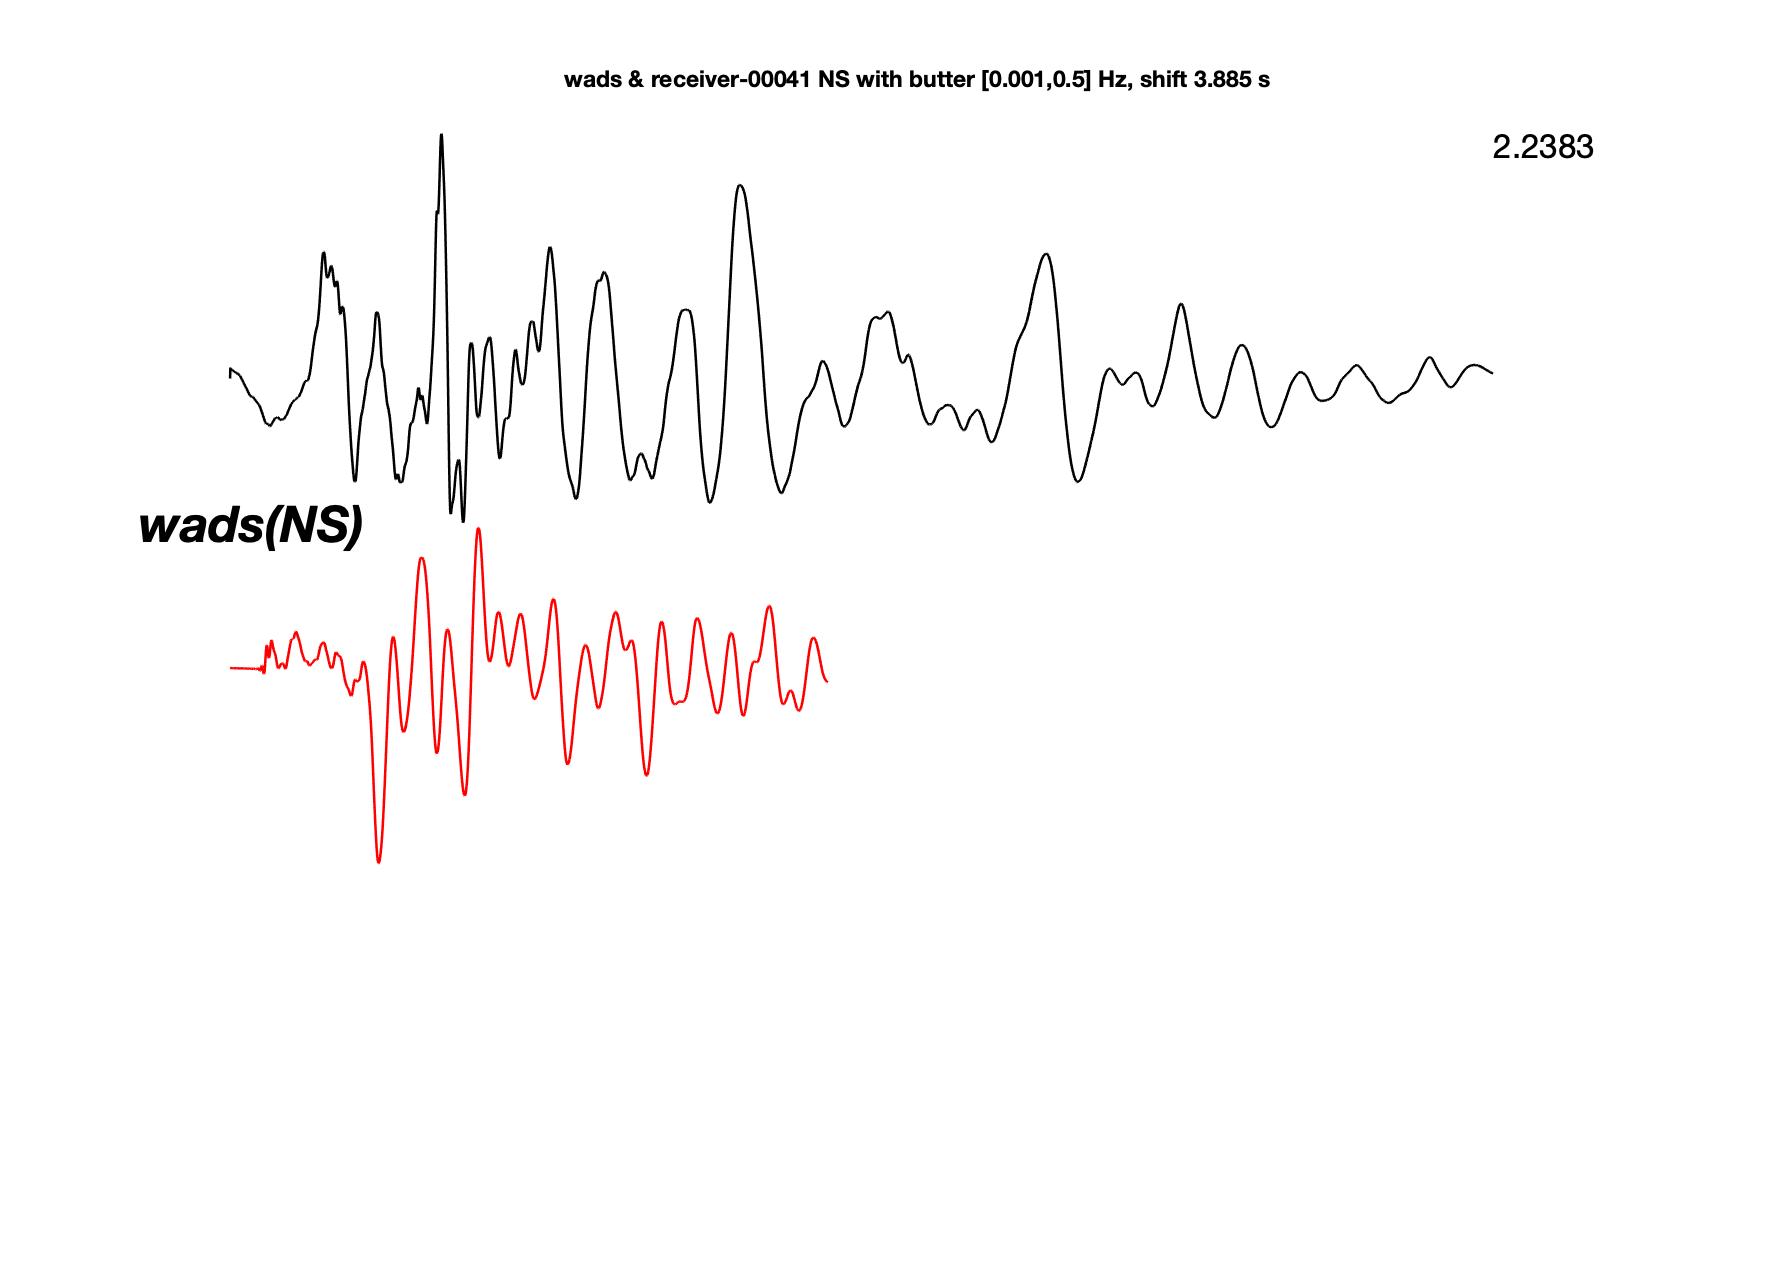 wads & receiver-00041 NS with butter [0.001,0.5] Hz, shift 3.885 s
2.2383
wads(NS)